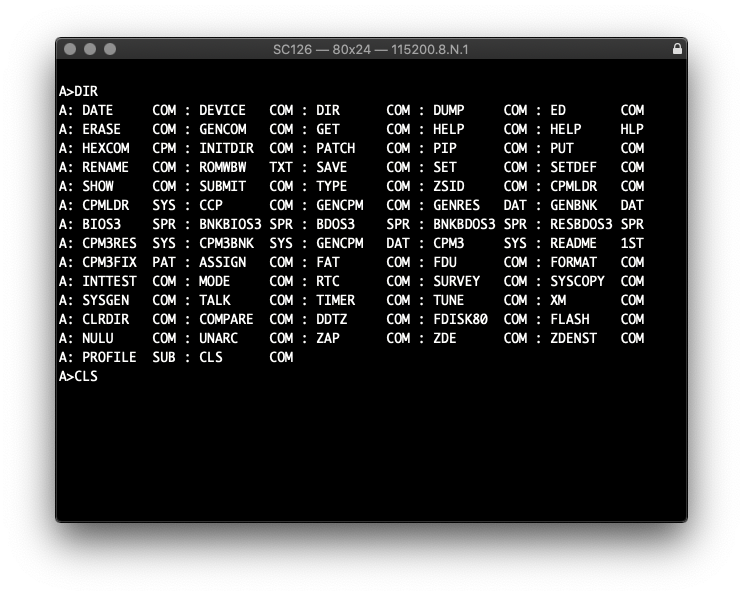 SC126 — 80x24 — 115200.8.N.1
A>DIR
A: DATE     COM : DEVICE   COM : DIR      COM : DUMP     COM : ED       COM
A: ERASE    COM : GENCOM   COM : GET      COM : HELP     COM : HELP     HLP
A: HEXCOM   CPM : INITDIR  COM : PATCH    COM : PIP      COM : PUT      COM
A: RENAME   COM : ROMWBW   TXT : SAVE     COM : SET      COM : SETDEF   COM
A: SHOW     COM : SUBMIT   COM : TYPE     COM : ZSID     COM : CPMLDR   COM
A: CPMLDR   SYS : CCP      COM : GENCPM   COM : GENRES   DAT : GENBNK   DAT
A: BIOS3    SPR : BNKBIOS3 SPR : BDOS3    SPR : BNKBDOS3 SPR : RESBDOS3 SPR
A: CPM3RES  SYS : CPM3BNK  SYS : GENCPM   DAT : CPM3     SYS : README   1ST
A: CPM3FIX  PAT : ASSIGN   COM : FAT      COM : FDU      COM : FORMAT   COM
A: INTTEST  COM : MODE     COM : RTC      COM : SURVEY   COM : SYSCOPY  COM
A: SYSGEN   COM : TALK     COM : TIMER    COM : TUNE     COM : XM       COM
A: CLRDIR   COM : COMPARE  COM : DDTZ     COM : FDISK80  COM : FLASH    COM
A: NULU     COM : UNARC    COM : ZAP      COM : ZDE      COM : ZDENST   COM
A: PROFILE  SUB : CLS      COM
A>CLS